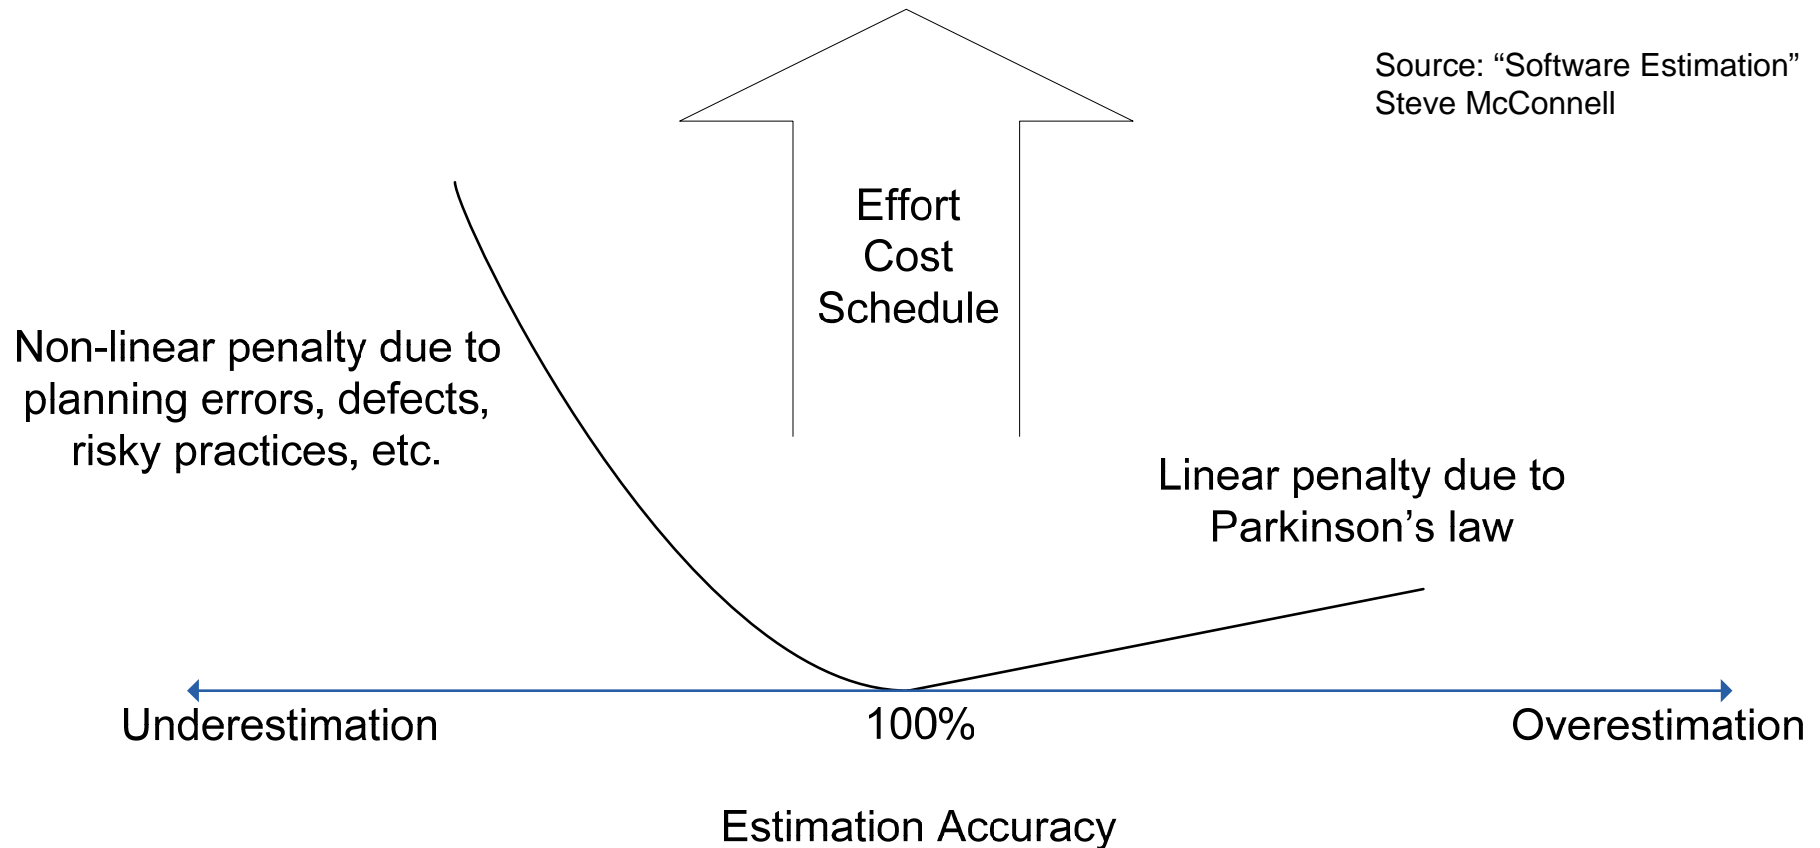 Source: “Software Estimation”
Steve McConnell
Effort
Cost
Schedule
Non-linear penalty due to
planning errors, defects,
risky practices, etc.
Linear penalty due to
Parkinson’s law
Underestimation
100%
Overestimation
Estimation Accuracy